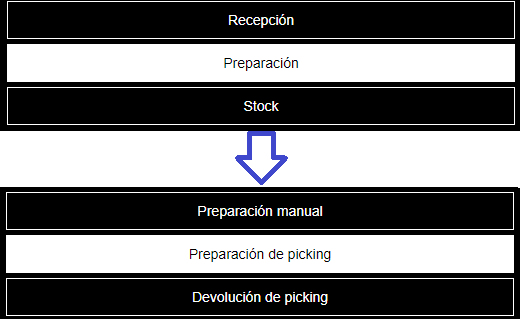 Recepción
Preparación
Stock
Preparación manual
Preparación de picking
Devolución de picking